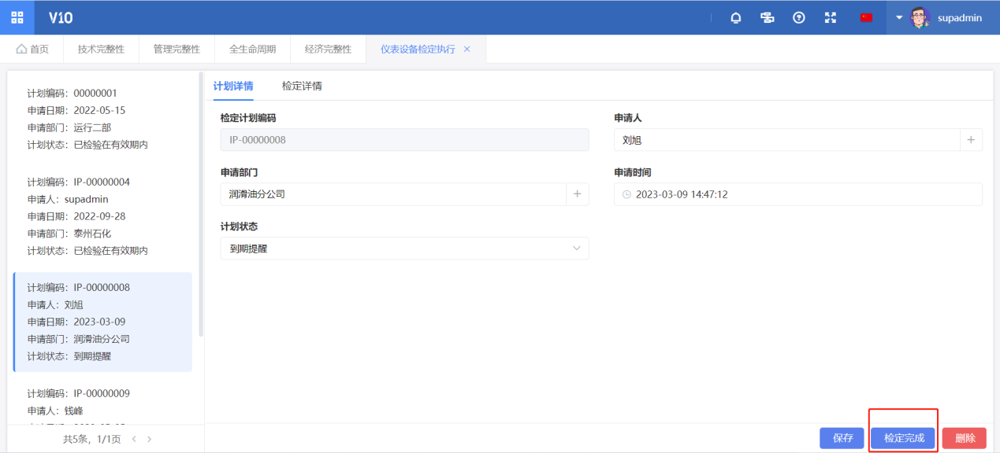 V10
supadmin
首页
技术完整性
管理完整性
全生命周期
经济完整性
仪表设备检定执行
计划编码：00000001
申请日期：2022-05-15
申请部门：运行二部
计划状态：已检验在有效期内
计划编码：IP-00000004
申请人：supadmin
申请日期：2022-09-28
申请部门：泰州石化
计划状态：已检验在有效期内
计划编码：IP-00000008
申请人：刘旭
申请日期：2023-03-09
申请部门：润滑油分公司
计划状态：到期提醒
计划编码：IP-00000009
申请人：钱峰
共5条，1/1页
计划详情
检定详情
检定计划编码
IP-00000008
申请人
刘旭
申请部门
润滑油分公司
申请时间
2023-03-09 14:47:12
计划状态
到期提醒
保存
检定完成
删除